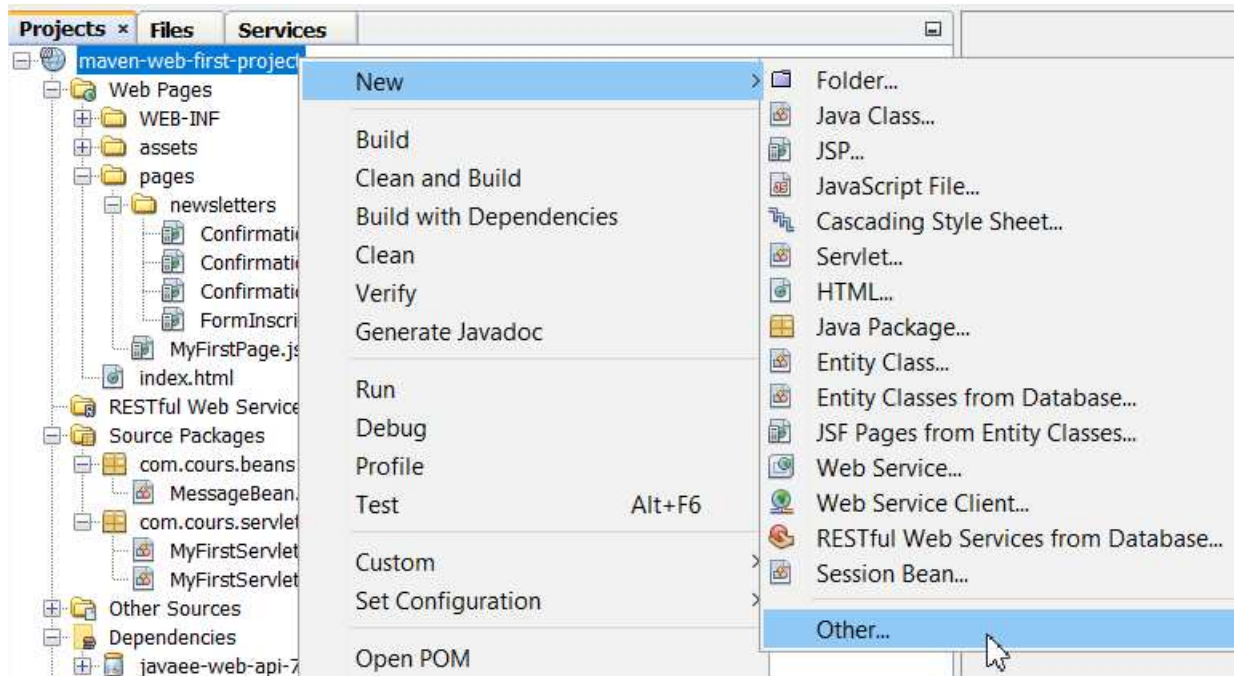 Projects × Files Services
maven-web-first-project
Web Pages
WEB-INF
assets
pages
newsletters
FormInscri
MyFirstPage.js
index.html
RESTful Web Service
Source Packages
com.cours.beans
MessageBean.
com.cours.servlet
MyFirstServlet
MyFirstServlet
Other Sources
Dependencies
javaee-web-api-7
New
Build
Clean and Build
Build with Dependencies
Clean
Verify
Generate Javadoc
Run
Debug
Profile
Test Alt+F6
Custom
Set Configuration
Open POM
Folder...
Java Class...
JSP...
JavaScript File...
Cascading Style Sheet...
Servlet...
HTML...
Java Package...
Entity Class...
Entity Classes from Database...
JSF Pages from Entity Classes...
Web Service...
Web Service Client...
RESTful Web Services from Database...
Session Bean...
Other...